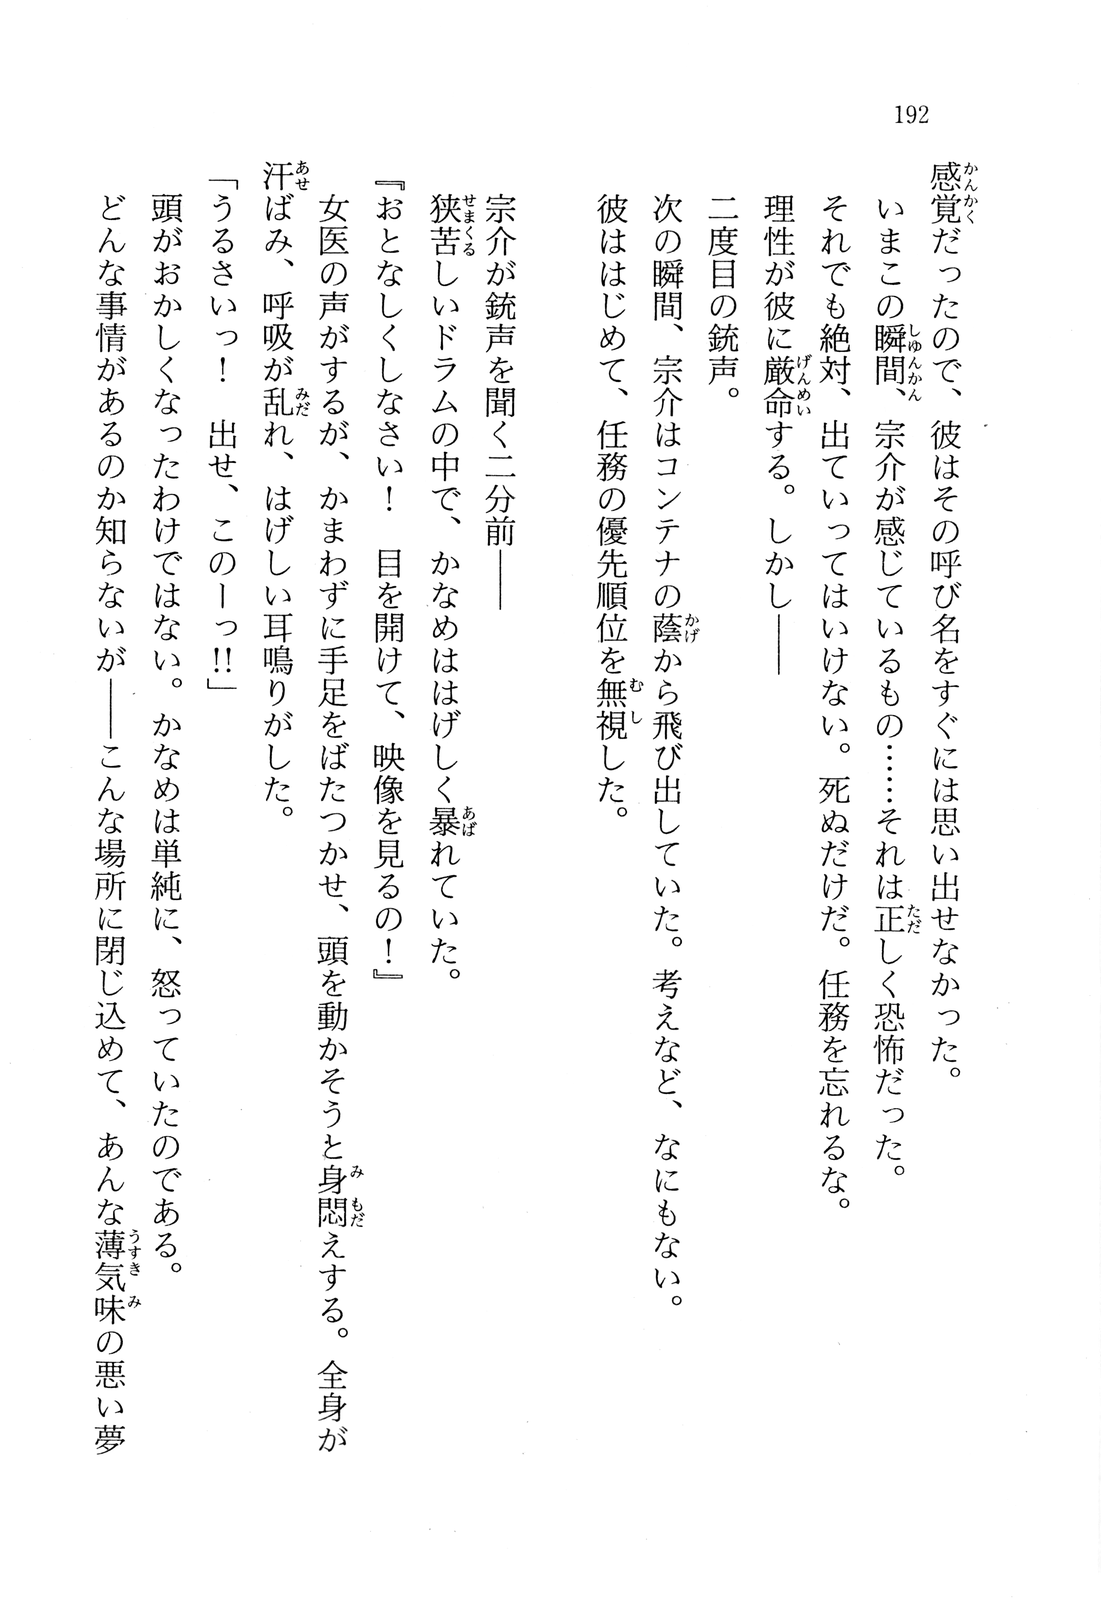 192
感覚だったので、彼はその呼び名をすぐには思い出せなかった。
いまこの瞬間、宗介が感じているもの……それは正しく恐怖だった。
それでも絶対、出ていってはいけない。死ぬだけだ。任務を忘れるな。
理性が彼に厳命する。しかし――
二度目の銃声。
次の瞬間、宗介はコンテナの蔭から飛び出していた。考えなど、なにもない。
彼ははじめて、任務の優先順位を無視した。
宗介が銃声を聞く二分前――
狭苦しいドラムの中で、かなめははげしく暴れていた。
『おとなしくしなさい！　目を開けて、映像を見るの！』
女医の声がするが、かまわずに手足をばたつかせ、頭を動かそうと身悶えする。全身が
汗ばみ、呼吸が乱れ、はげしい耳鳴りがした。
「うるさいっ！　出せ、このーっ!!」
頭がおかしくなったわけではない。かなめは単純に、怒っていたのである。
どんな事情があるのか知らないが――こんな場所に閉じ込めて、あんな薄気味の悪い夢